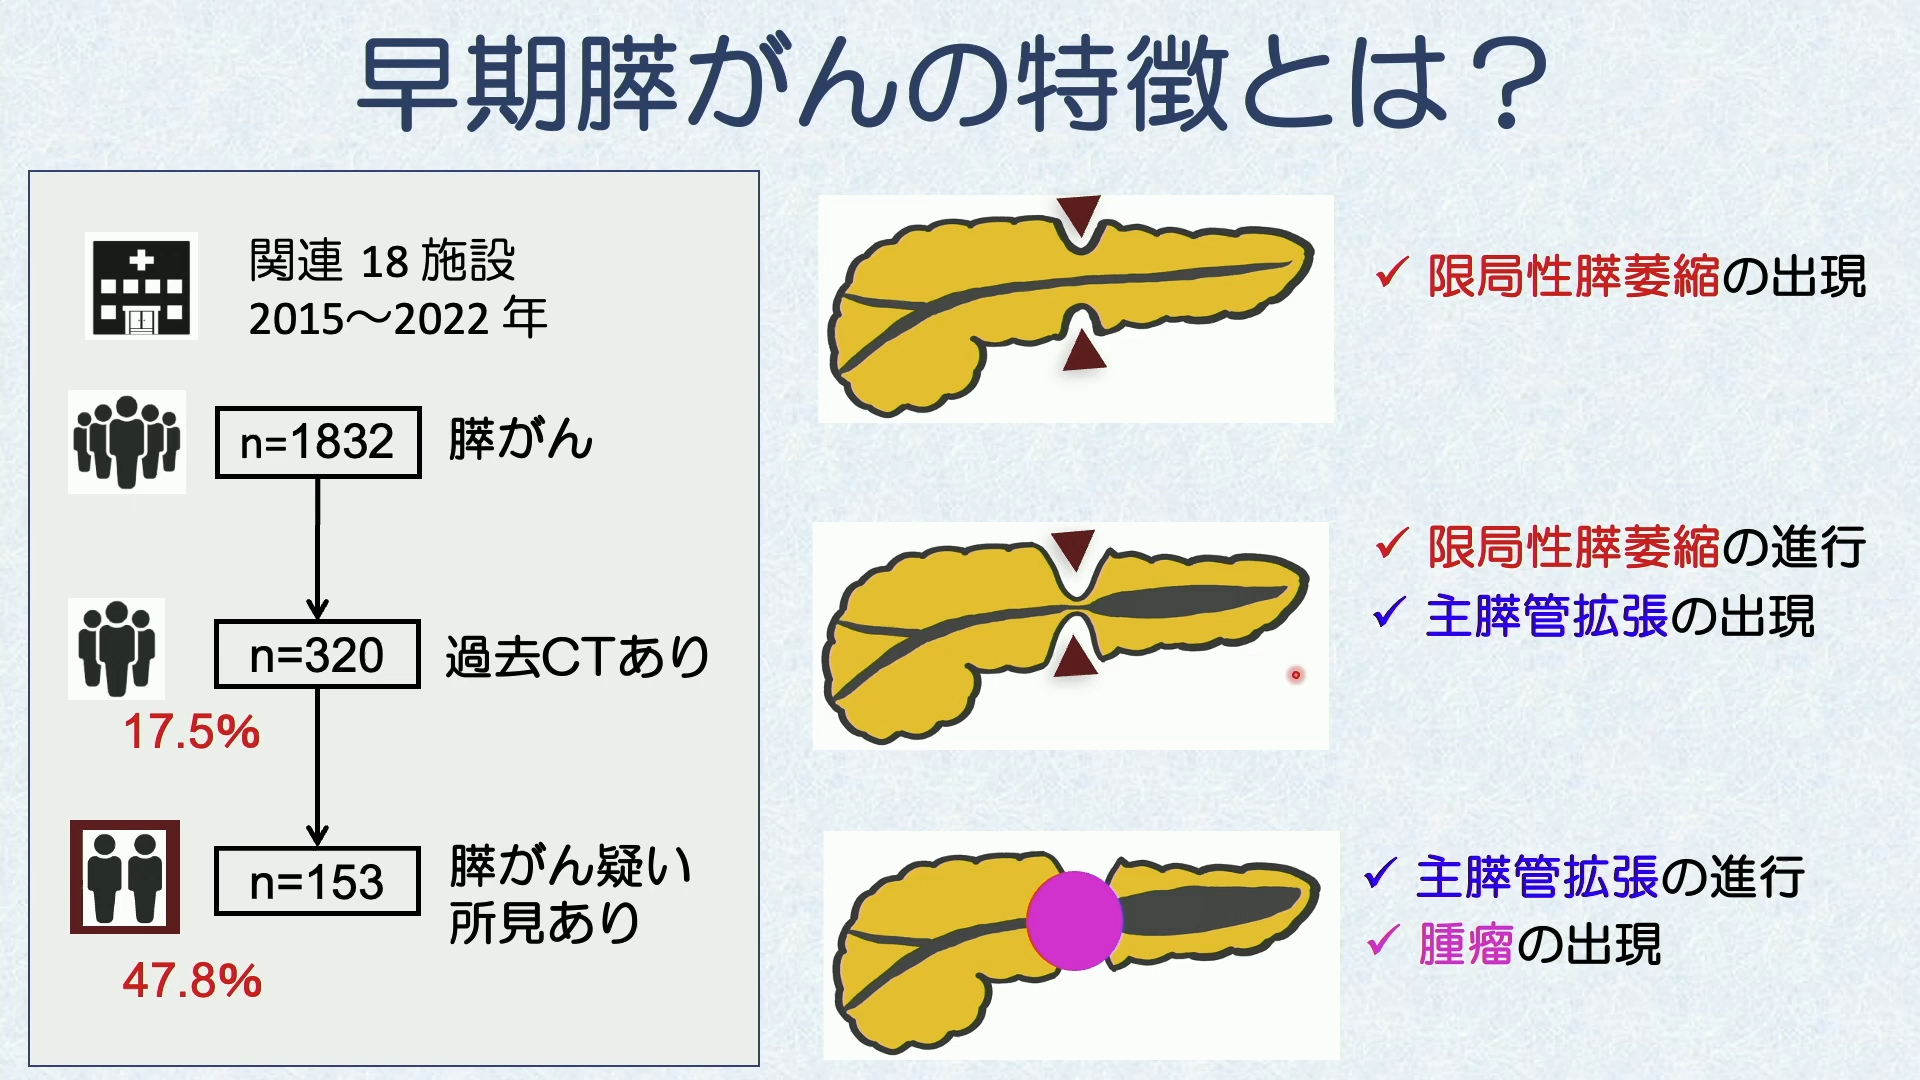 早期膵がんの特徴とは？
関連 18 施設
2015～2022 年
n=1832
膵がん
n=320
過去CTあり
17.5%
n=153
膵がん疑い
所見あり
47.8%
✓ 限局性膵萎縮の出現
✓ 限局性膵萎縮の進行
✓ 主膵管拡張の出現
✓ 主膵管拡張の進行
✓ 腫瘤の出現